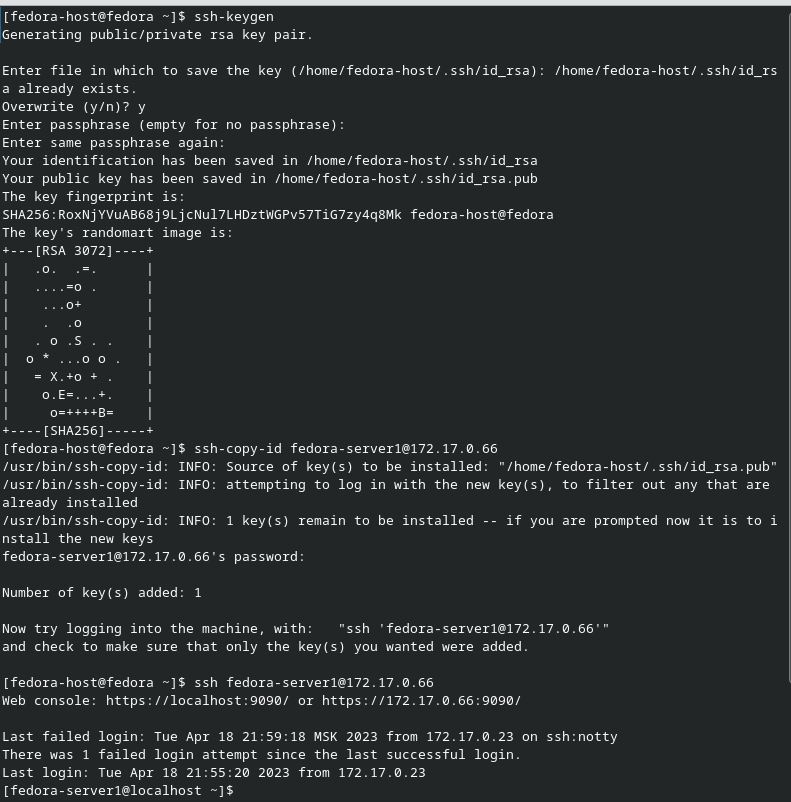 [fedora-host@fedora ~]$ ssh-keygen
Generating public/private rsa key pair.
Enter file in which to save the key (/home/fedora-host/.ssh/id_rsa): /home/fedora-host/.ssh/id_rs
a already exists.
Overwrite (y/n)? y
Enter passphrase (empty for no passphrase):
Enter same passphrase again:
Your identification has been saved in /home/fedora-host/.ssh/id_rsa
Your public key has been saved in /home/fedora-host/.ssh/id_rsa.pub
The key fingerprint is:
SHA256:RoxNjYVuAB68j9LjcNul7LHDztWGPv57TiG7zy4q8Mk fedora-host@fedora
The key's randomart image is:
+---[RSA 3072]----+
|   .o.  .=.      |
|   ....=o .      |
|    ...o+        |
|    .  .o        |
|   . o .S . .    |
|  o * ...o o .   |
|   = X.+o + .    |
|    o.E=...+.    |
|     o=++++B=    |
+----[SHA256]-----+
[fedora-host@fedora ~]$ ssh-copy-id fedora-server1@172.17.0.66
/usr/bin/ssh-copy-id: INFO: Source of key(s) to be installed: "/home/fedora-host/.ssh/id_rsa.pub"
/usr/bin/ssh-copy-id: INFO: attempting to log in with the new key(s), to filter out any that are
already installed
/usr/bin/ssh-copy-id: INFO: 1 key(s) remain to be installed -- if you are prompted now it is to i
nstall the new keys
fedora-server1@172.17.0.66's password:
Number of key(s) added: 1
Now try logging into the machine, with:   "ssh 'fedora-server1@172.17.0.66'"
and check to make sure that only the key(s) you wanted were added.
[fedora-host@fedora ~]$ ssh fedora-server1@172.17.0.66
Web console: https://localhost:9090/ or https://172.17.0.66:9090/
Last failed login: Tue Apr 18 21:59:18 MSK 2023 from 172.17.0.23 on ssh:notty
There was 1 failed login attempt since the last successful login.
Last login: Tue Apr 18 21:55:20 2023 from 172.17.0.23
[fedora-server1@localhost ~]$